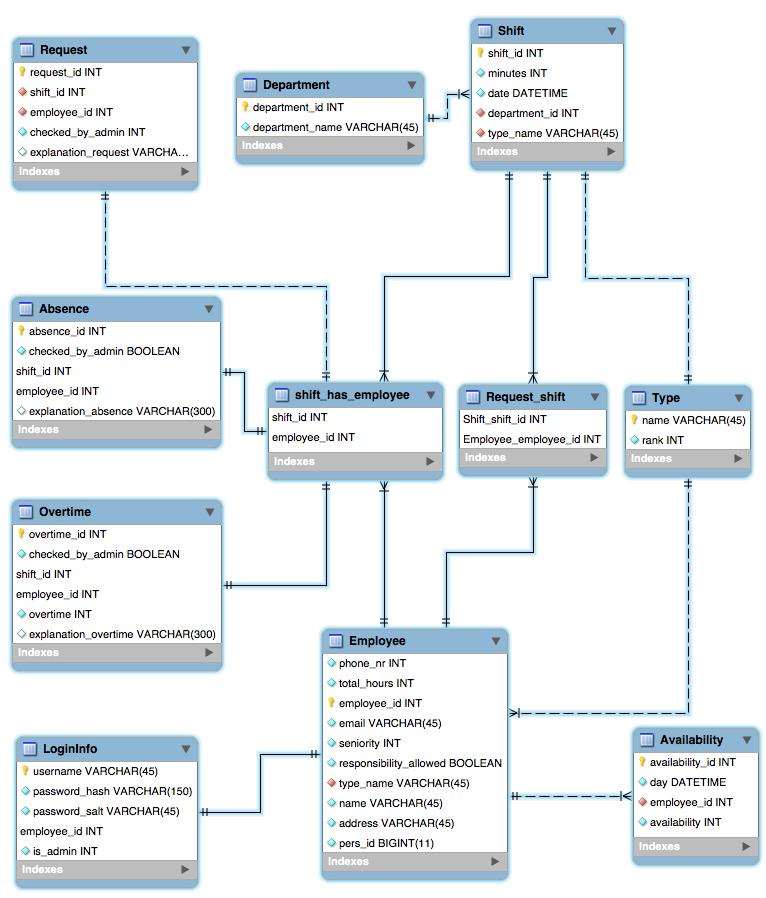 Request
request_id INT
shift_id INT
employee_id INT
checked_by_admin INT
explanation_request VARCHA...
Indexes
Department
department_id INT
department_name VARCHAR(45)
Indexes
Shift
shift_id INT
minutes INT
date DATETIME
department_id INT
type_name VARCHAR(45)
Indexes
Absence
absence_id INT
checked_by_admin BOOLEAN
shift_id INT
employee_id INT
explanation_absence VARCHAR(300)
Indexes
shift_has_employee
shift_id INT
employee_id INT
Indexes
Request_shift
Shift_shift_id INT
Employee_employee_id INT
Indexes
Type
name VARCHAR(45)
rank INT
Indexes
Overtime
overtime_id INT
checked_by_admin BOOLEAN
shift_id INT
employee_id INT
overtime INT
explanation_overtime VARCHAR(300)
Indexes
Employee
phone_nr INT
total_hours INT
employee_id INT
email VARCHAR(45)
seniority INT
responsibility_allowed BOOLEAN
type_name VARCHAR(45)
name VARCHAR(45)
address VARCHAR(45)
pers_id BIGINT(11)
Indexes
LoginInfo
username VARCHAR(45)
password_hash VARCHAR(150)
password_salt VARCHAR(45)
employee_id INT
is_admin INT
Indexes
Availability
availability_id INT
day DATETIME
employee_id INT
availability INT
Indexes